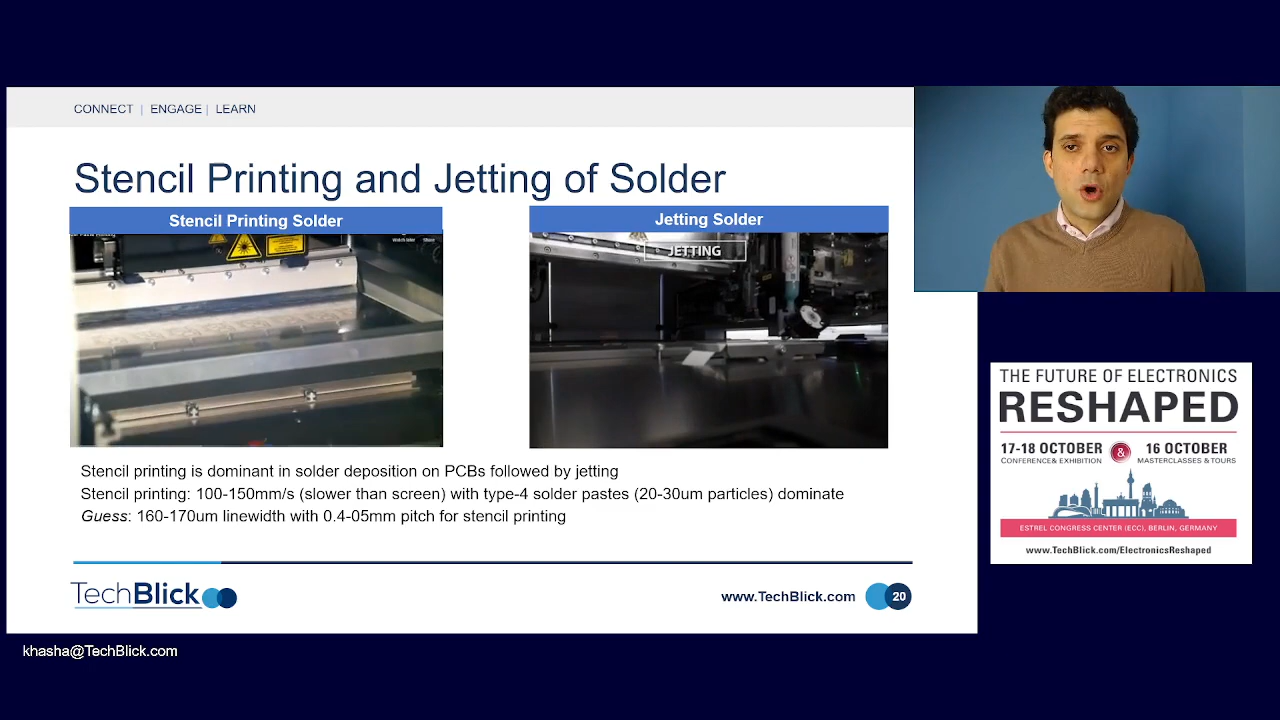 CONNECT | ENGAGE | LEARN
Stencil Printing and Jetting of Solder
Stencil Printing Solder
Jetting Solder
JETTING
Stencil printing is dominant in solder deposition on PCBs followed by jetting
Stencil printing: 100-150mm/s (slower than screen) with type-4 solder pastes (20-30um particles) dominate
Guess: 160-170um linewidth with 0.4-05mm pitch for stencil printing
TechBlick
www.TechBlick.com
20
THE FUTURE OF ELECTRONICS
RESHAPED
17-18 OCTOBER & 16 OCTOBER
CONFERENCE& EXHIBITION MASTERCLASSES & TOURS
ESTREL CONGRESS CENTER (ECC), BERLIN, GERMANY
www.TechBlick.com/ElectronicsReshaped
khasha@TechBlick.com